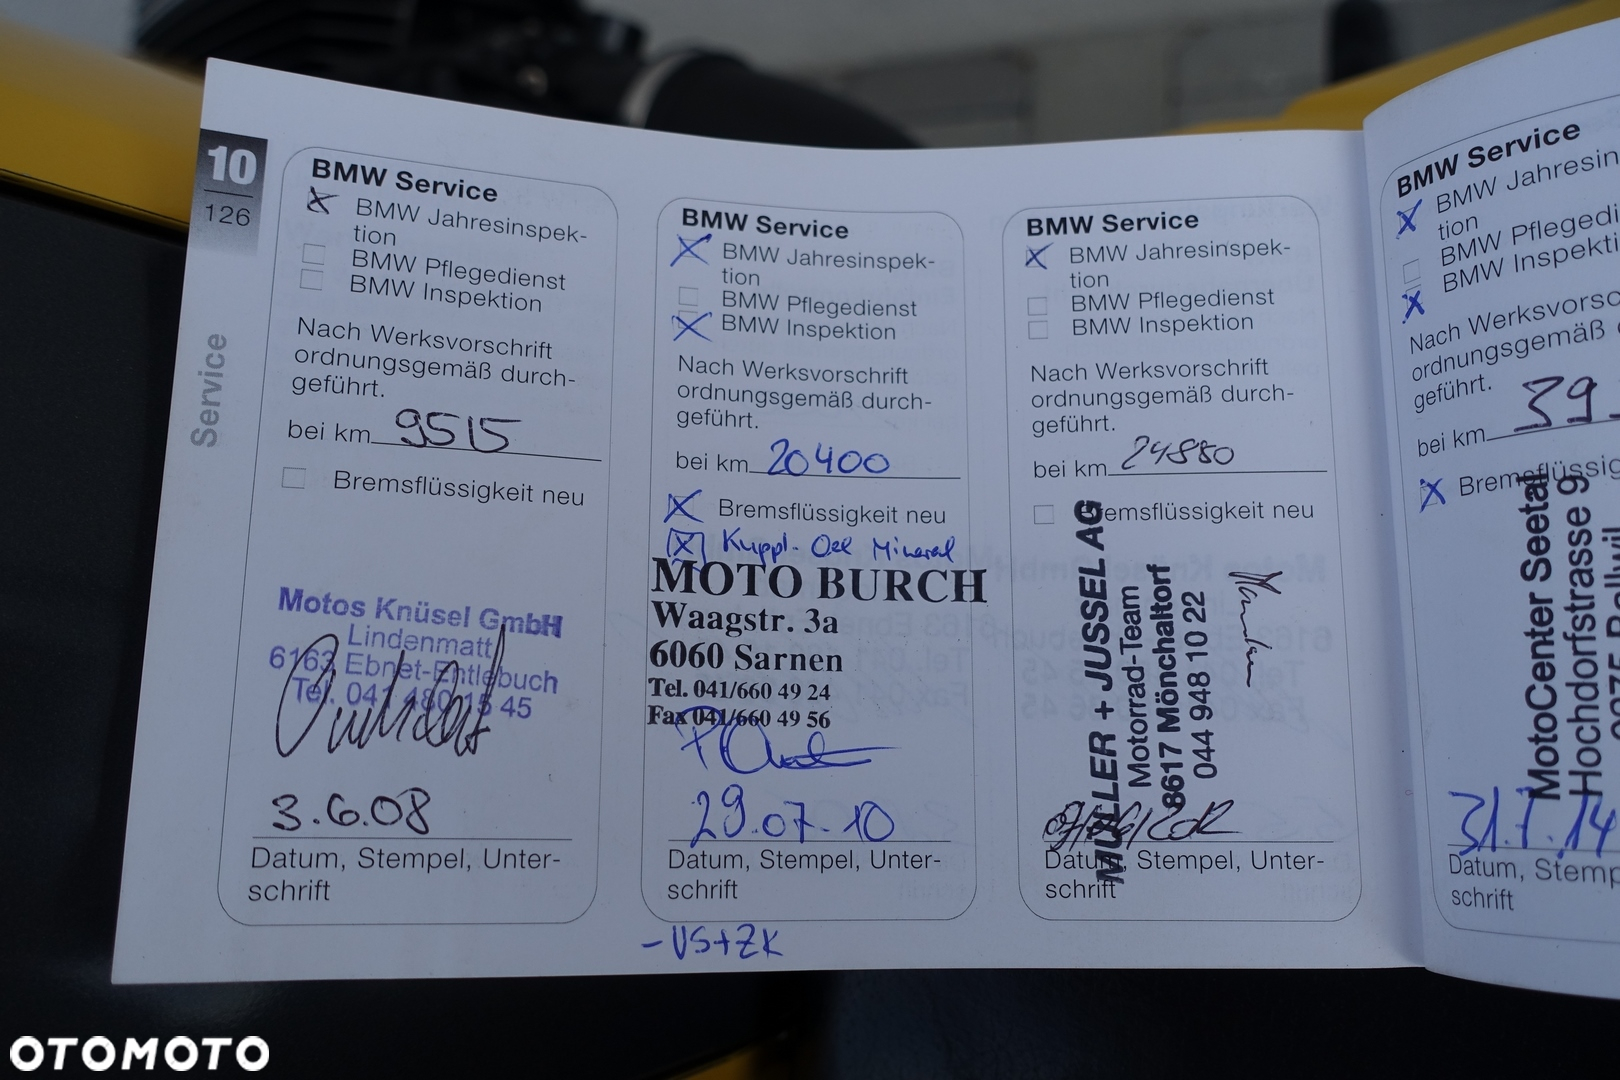 10
126
Service
BMW Service
BMW Jahresinspek-
tion
BMW Pflegedienst
BMW Inspektion
Nach Werksvorschrift
ordnungsgemäß durch-
geführt.
bei km 9515
Bremsflüssigkeit neu
Motos Knüsel GmbH
Lindenmatt
6163 Ebnet-Entlebuch
Tel. 041 480 15 45
3.6.08
Datum, Stempel, Unter-
schrift
BMW Service
BMW Jahresinspek-
tion
BMW Pflegedienst
BMW Inspektion
Nach Werksvorschrift
ordnungsgemäß durch-
geführt.
bei km 20400
Bremsflüssigkeit neu
Kuppl. Oel Mineral
MOTO BURCH
Waagstr. 3a
6060 Sarnen
Tel. 041/660 49 24
Fax 041/660 49 56
29.07.10
Datum, Stempel, Unter-
schrift
- VS+ZK
BMW Service
BMW Jahresinspek-
tion
BMW Pflegedienst
BMW Inspektion
Nach Werksvorschrift
ordnungsgemäß durch-
geführt.
bei km 24880
Bremsflüssigkeit neu
MÜLLER + JUSSEL AG
Motorrad-Team
8617 Mönchaltorf
044 948 10 22
Datum, Stempel, Unter-
schrift
BMW Service
BMW Jahresin
tion
BMW Pflegedi
BMW Inspekti
Nach Werksvorsc
ordnungsgemäß
geführt.
bei km 39
Bremsflüssig
MotoCenter Seetal
Hochdorfstrasse 9
31.7.14
Datum, Stemp
schrift
OTOMOTO